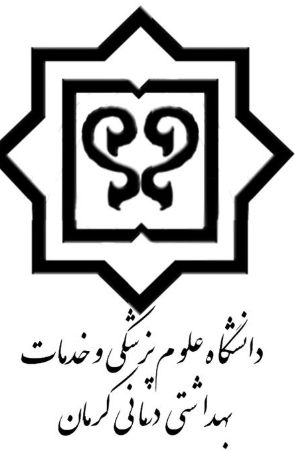 دانشگاه علوم پزشکی و خدمات
بهداشتی درمانی کرمان